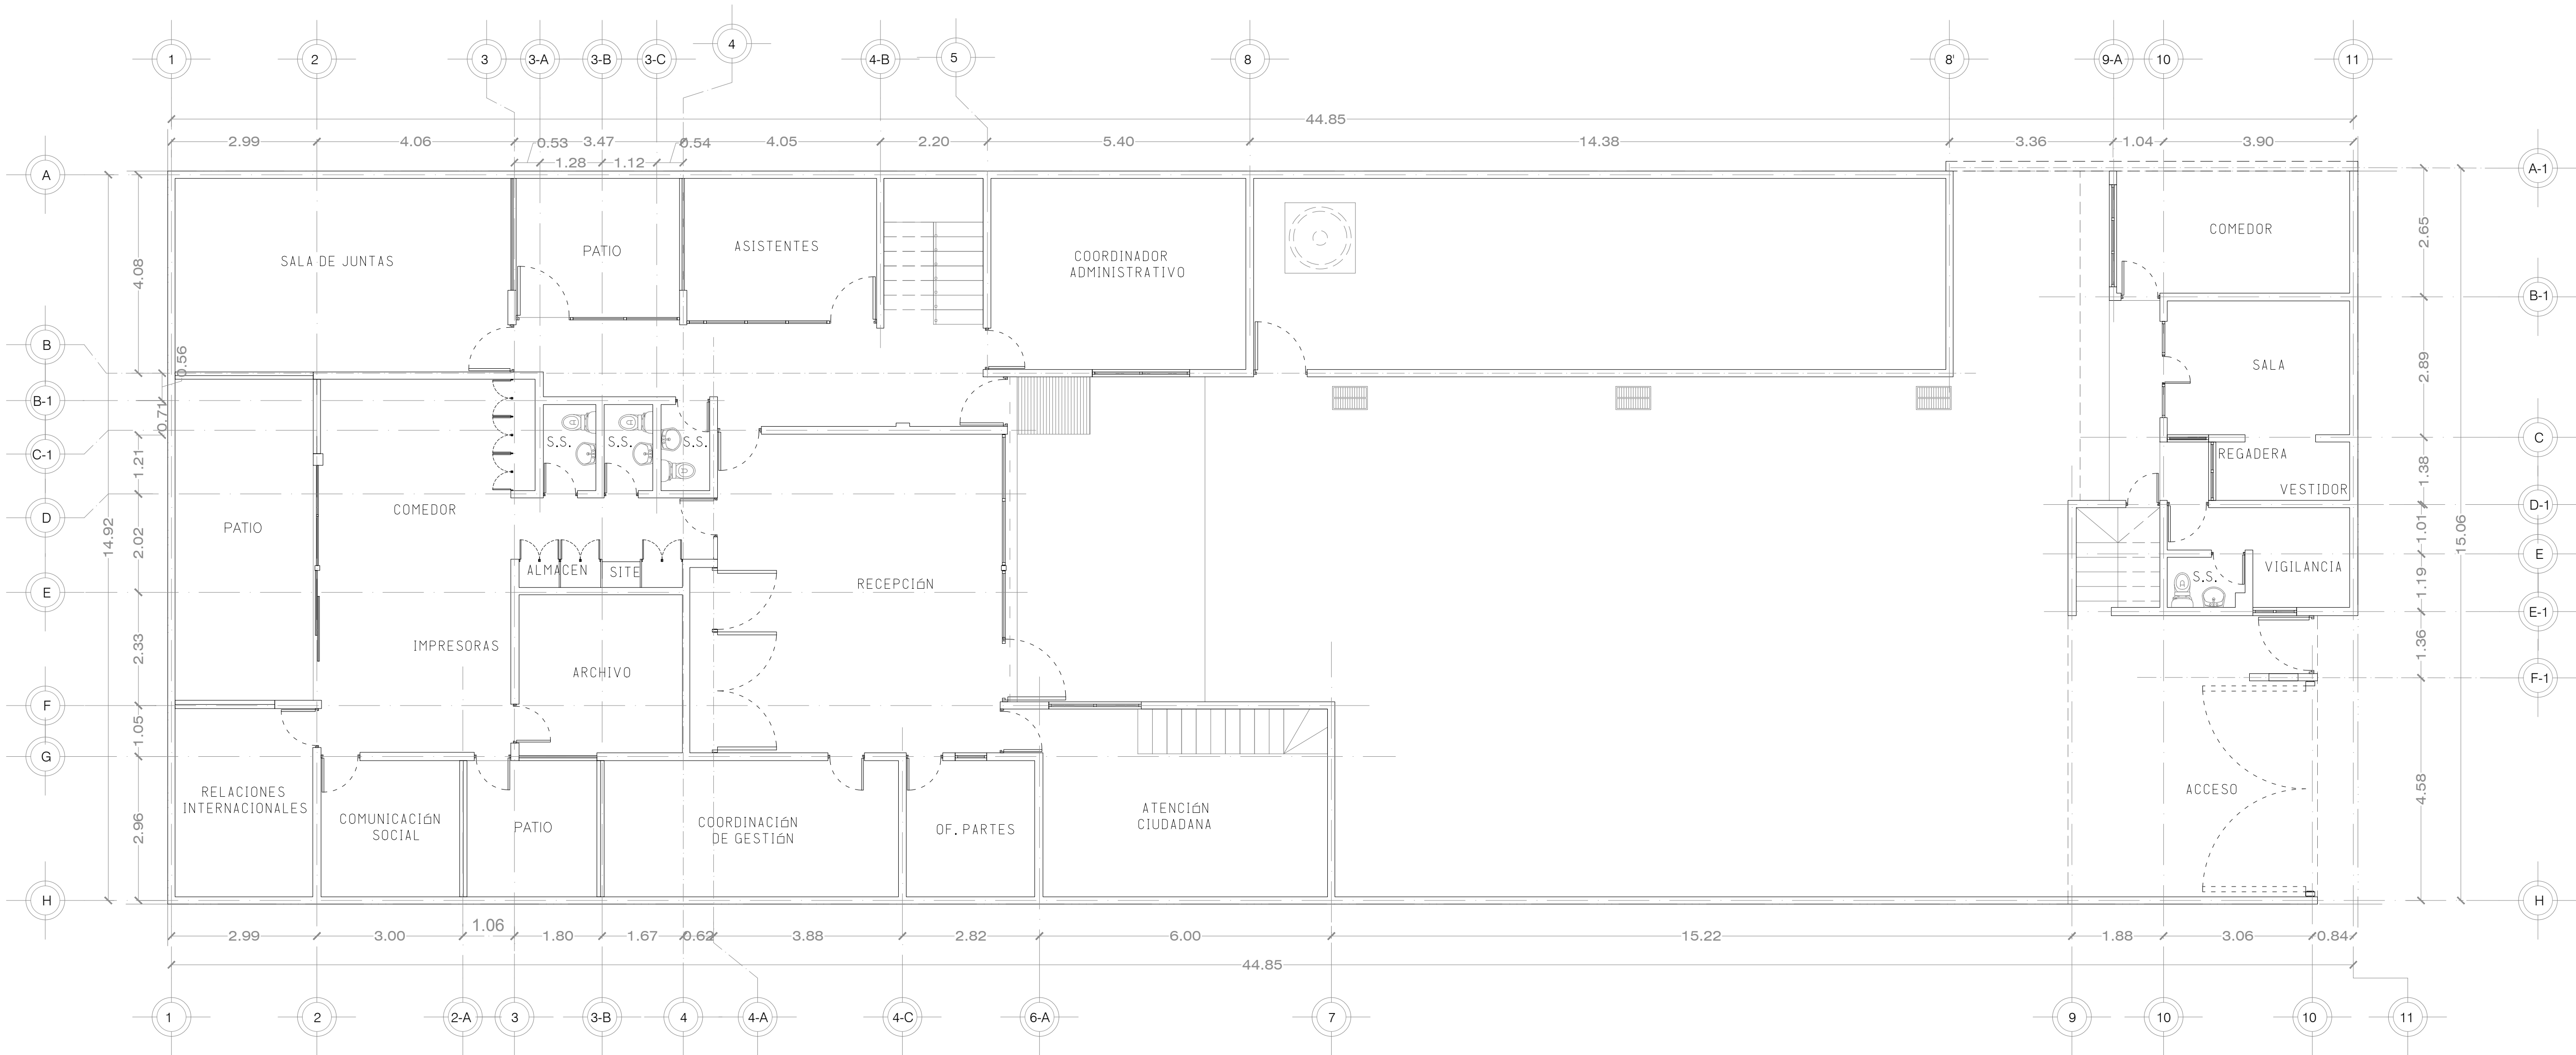 4
1
2
3
3-A
3-B
3-C
4-B
5
8
8'
9-A
10
11
44.85
2.99
4.06
0.53
3.47
0.54
4.05
2.20
5.40
14.38
3.36
1.04
3.90
1.28
1.12
A
A-1
B
B-1
C-1
D
E
F
G
H
B-1
C
D-1
E
E-1
F-1
H
14.92
4.08
0.56
0.71
1.21
2.02
2.33
1.05
2.96
2.65
2.89
1.38
1.01
1.19
1.36
4.58
15.06
SALA DE JUNTAS
PATIO
ASISTENTES
COORDINADOR
ADMINISTRATIVO
COMEDOR
SALA
REGADERA
VESTIDOR
S.S.
S.S.
S.S.
PATIO
COMEDOR
ALMACEN
SITE
RECEPCIóN
S.S.
VIGILANCIA
IMPRESORAS
ARCHIVO
RELACIONES
INTERNACIONALES
COMUNICACIóN
SOCIAL
PATIO
COORDINACIóN
DE GESTIóN
OF. PARTES
ATENCIóN
CIUDADANA
ACCESO
2.99
3.00
1.06
1.80
1.67
0.62
3.88
2.82
6.00
15.22
1.88
3.06
0.84
44.85
1
2
2-A
3
3-B
4
4-A
4-C
6-A
7
9
10
10
11